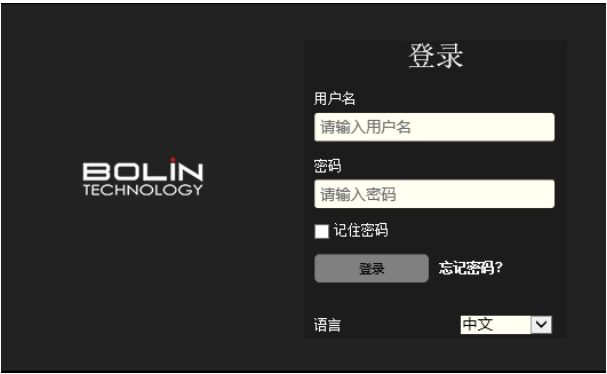 登录
用户名
请输入用户名
BOLIN
TECHNOLOGY
密码
请输入密码
记住密码
登录 忘记密码?
语言 中文